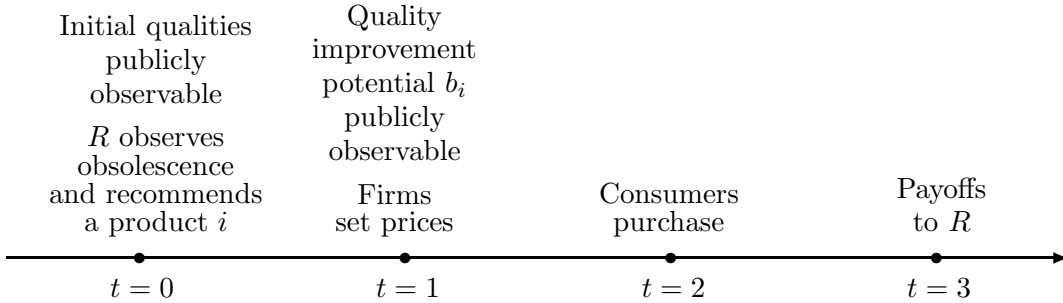 Initial qualities
publicly
observable
R observes
obsolescence
and recommends
a product i
Quality
improvement
potential b_i
publicly
observable
Firms
set prices
Consumers
purchase
Payoffs
to R
t = 0
t = 1
t = 2
t = 3